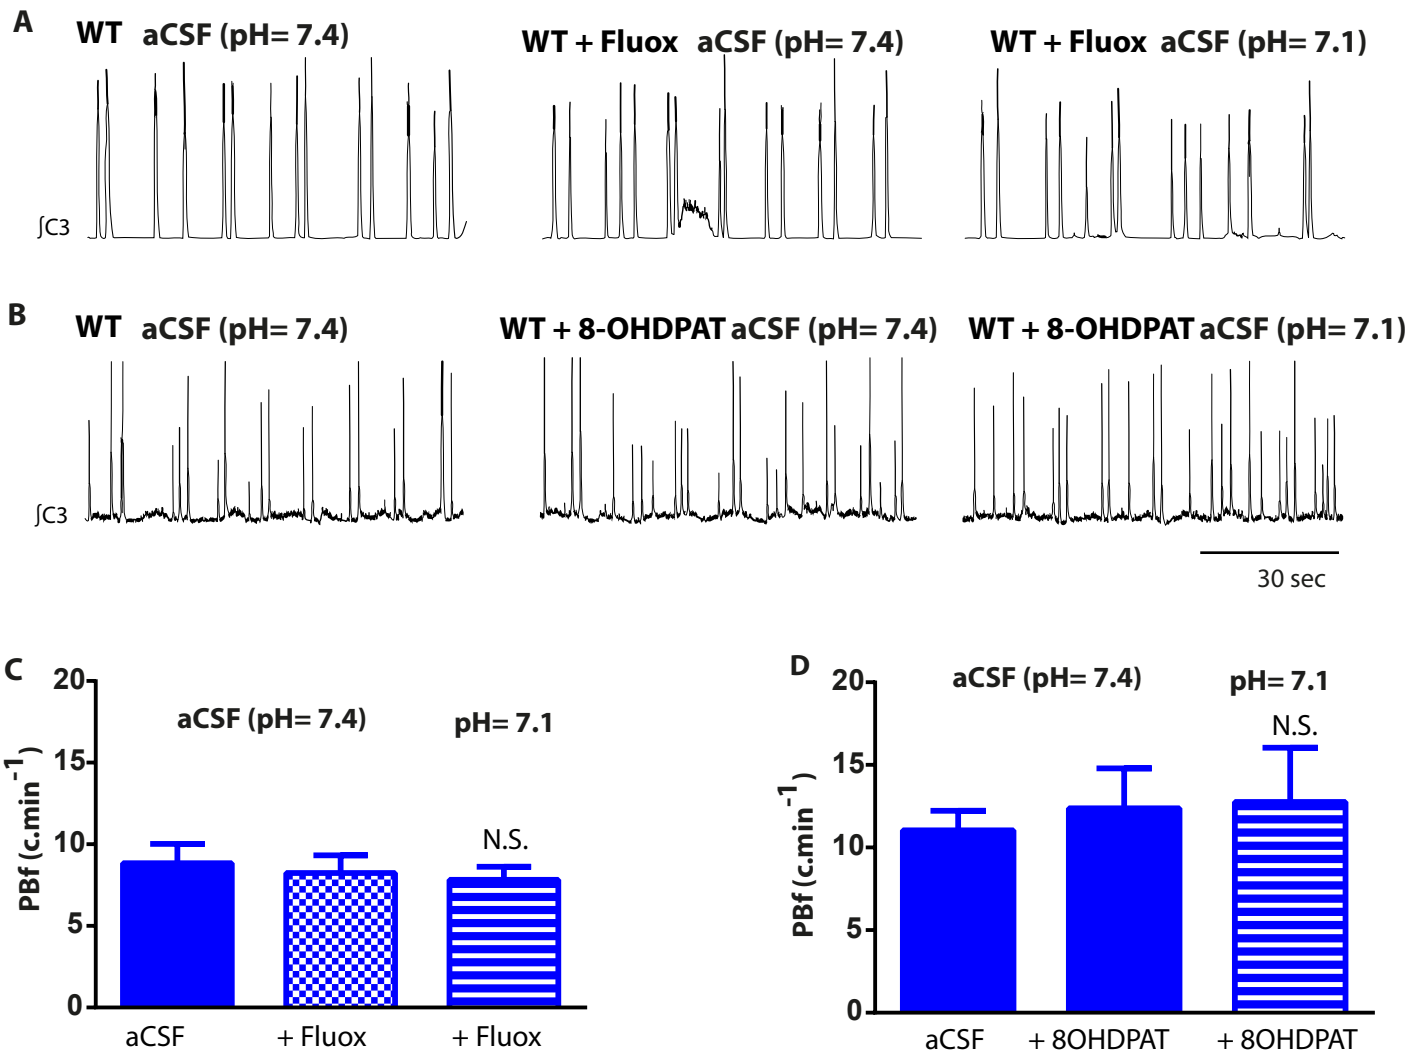 A
WT aCSF (pH= 7.4)
WT + Fluox aCSF (pH= 7.4)
WT + Fluox aCSF (pH= 7.1)
∫C3
B
WT aCSF (pH= 7.4)
WT + 8-OHDPAT aCSF (pH= 7.4)
WT + 8-OHDPAT aCSF (pH= 7.1)
∫C3
30 sec
C
aCSF (pH= 7.4)
pH= 7.1
N.S.
PBf (c.min⁻¹)
20
15
10
5
0
aCSF
+ Fluox
+ Fluox
D
aCSF (pH= 7.4)
pH= 7.1
N.S.
PBf (c.min⁻¹)
20
15
10
5
0
aCSF
+ 8OHDPAT
+ 8OHDPAT